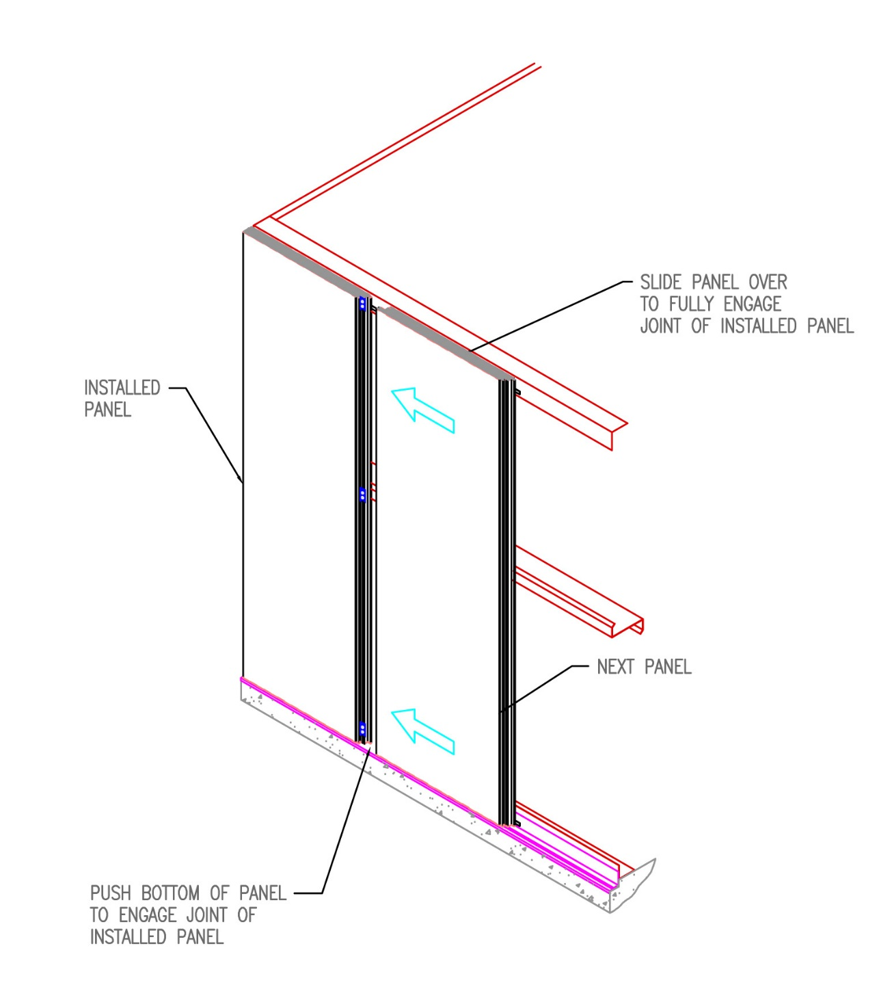 SLIDE PANEL OVER
TO FULLY ENGAGE
JOINT OF INSTALLED PANEL
INSTALLED
PANEL
NEXT PANEL
PUSH BOTTOM OF PANEL
TO ENGAGE JOINT OF
INSTALLED PANEL